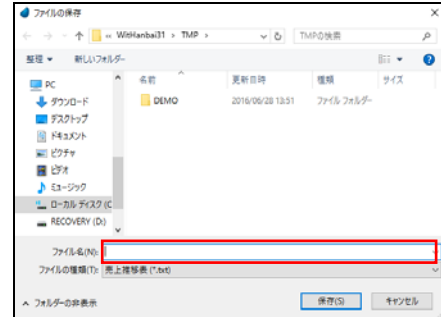 ファイルの保存
« WitHanbai31 › TMP ›
TMPの検索
整理 ▼ 新しいフォルダー
名前 更新日時 種類 サイズ
DEMO 2016/06/28 13:51 ファイル フォルダー
PC
ダウンロード
デスクトップ
ドキュメント
ピクチャ
ビデオ
ミュージック
ローカル ディスク (C
RECOVERY (D:)
ファイル名(N):
ファイルの種類(T): 売上推移表 (*.txt)
フォルダーの非表示
保存(S) キャンセル